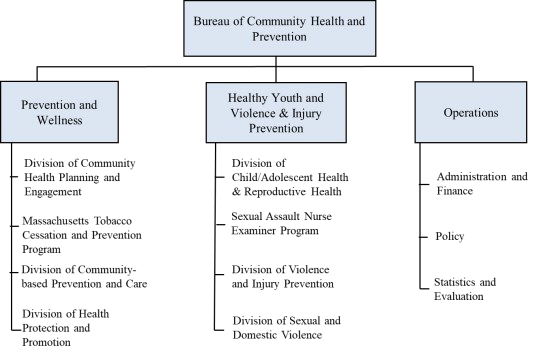 Bureau of Community Health and
Prevention
Prevention and
Wellness
Division of Community
Health Planning and
Engagement
Massachusetts Tobacco
Cessation and Prevention
Program
Division of Community-
based Prevention and Care
Division of Health
Protection and
Promotion
Healthy Youth and
Violence & Injury
Prevention
Division of
Child/Adolescent Health
& Reproductive Health
Sexual Assault Nurse
Examiner Program
Division of Violence
and Injury Prevention
Division of Sexual and
Domestic Violence
Operations
Administration and
Finance
Policy
Statistics and
Evaluation